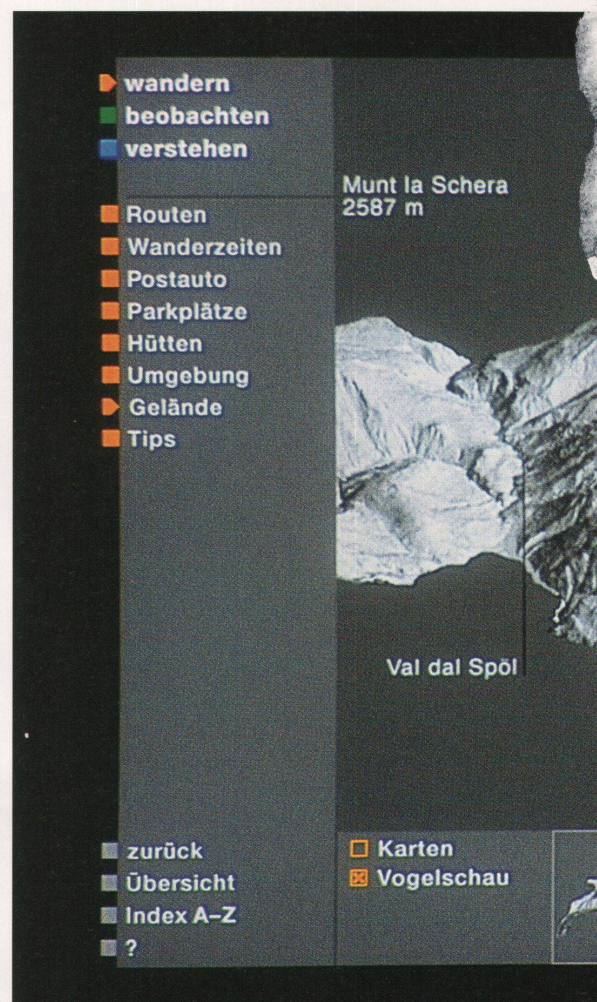 wandern
beobachten
verstehen
Routen
Wanderzeiten
Postauto
Parkplätze
Hütten
Umgebung
Gelände
Tips
Munt la Schera
2587 m
Val dal Spöl
zurück
Übersicht
Index A–Z
?
Karten
Vogelschau